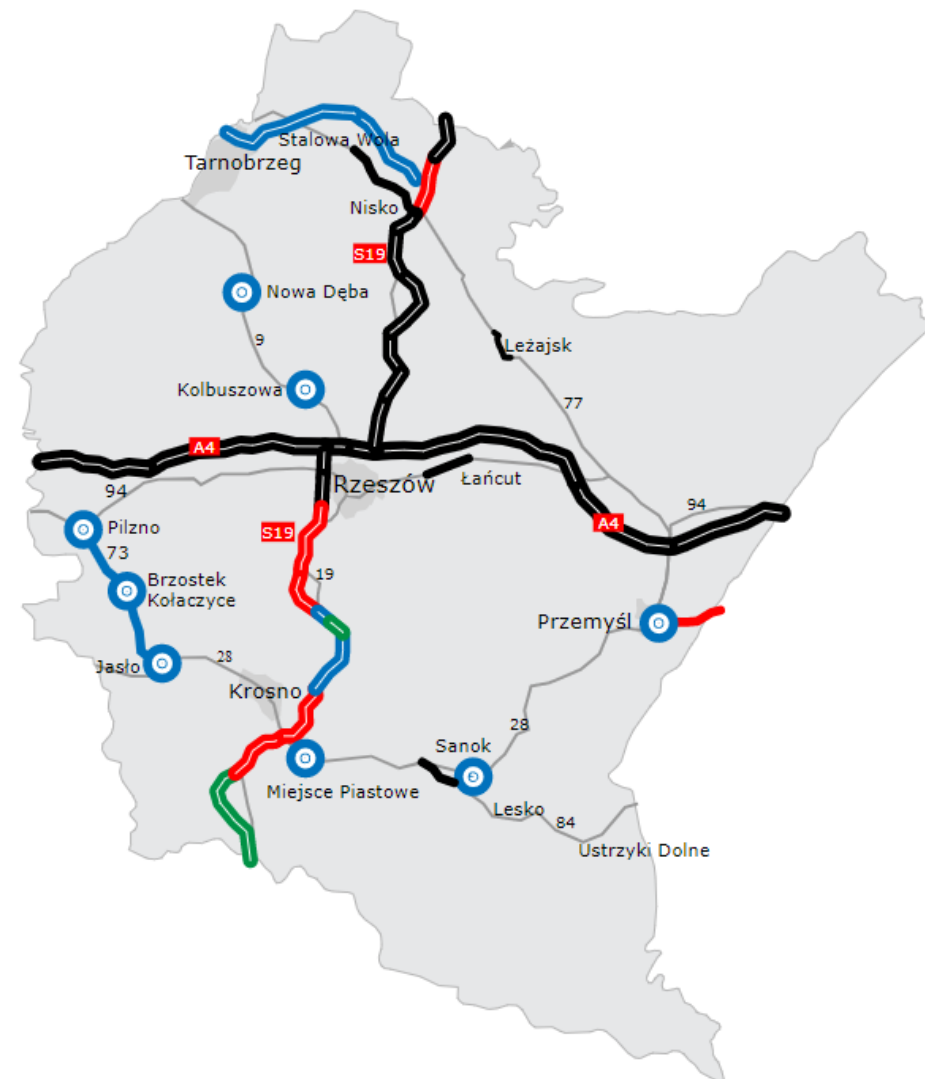 Stalowa Wola
Tarnobrzeg
Nisko
S19
Nowa Dęba
9
Leżajsk
Kolbuszowa
77
A4
Rzeszów
Łańcut
94
94
A4
Pilzno
S19
73
19
Brzostek
Kołaczyce
Przemyśl
Jasło
28
Krosno
28
Sanok
Miejsce Piastowe
Lesko
84
Ustrzyki Dolne